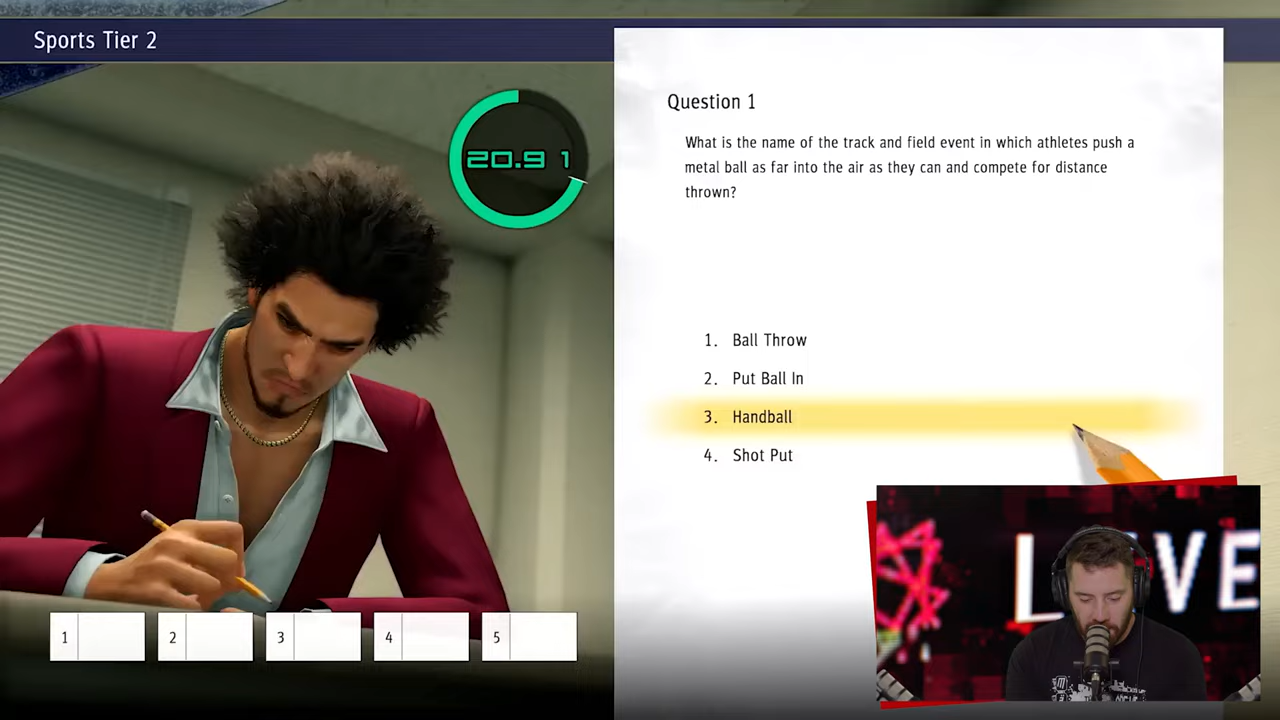 Sports Tier 2
20.9 1
Question 1
What is the name of the track and field event in which athletes push a
metal ball as far into the air as they can and compete for distance
thrown?
1. Ball Throw
2. Put Ball In
3. Handball
4. Shot Put
1
2
3
4
5